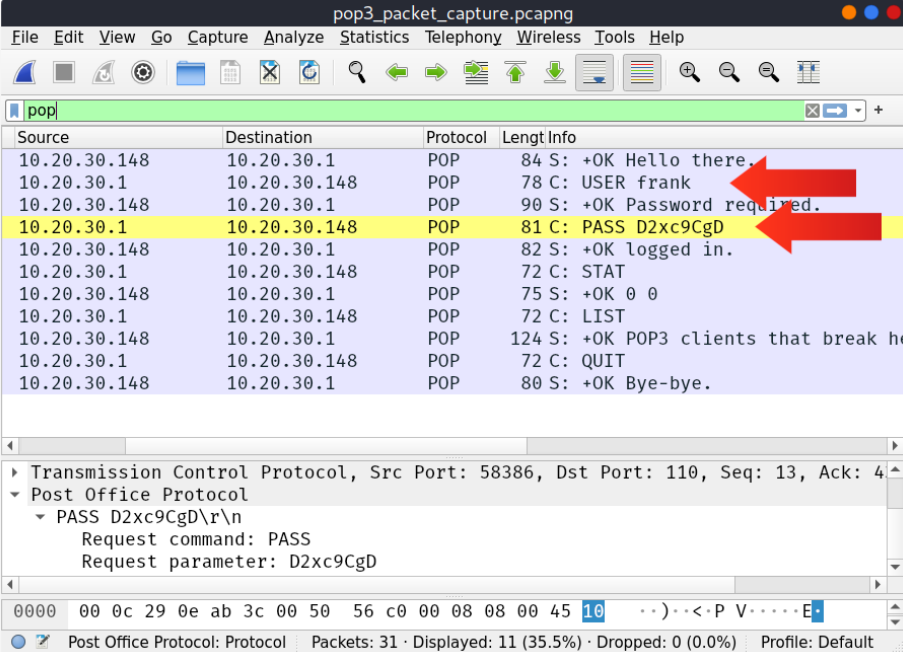 pop3_packet_capture.pcapng
File Edit View Go Capture Analyze Statistics Telephony Wireless Tools Help
pop
Source Destination Protocol Lengt Info
10.20.30.148 10.20.30.1 POP 84 S: +OK Hello there.
10.20.30.1 10.20.30.148 POP 78 C: USER frank
10.20.30.148 10.20.30.1 POP 90 S: +OK Password required.
10.20.30.1 10.20.30.148 POP 81 C: PASS D2xc9CgD
10.20.30.148 10.20.30.1 POP 82 S: +OK logged in.
10.20.30.1 10.20.30.148 POP 72 C: STAT
10.20.30.148 10.20.30.1 POP 75 S: +OK 0 0
10.20.30.1 10.20.30.148 POP 72 C: LIST
10.20.30.148 10.20.30.1 POP 124 S: +OK POP3 clients that break he
10.20.30.1 10.20.30.148 POP 72 C: QUIT
10.20.30.148 10.20.30.1 POP 80 S: +OK Bye-bye.
Transmission Control Protocol, Src Port: 58386, Dst Port: 110, Seq: 13, Ack: 4
Post Office Protocol
PASS D2xc9CgD\r\n
Request command: PASS
Request parameter: D2xc9CgD
0000 00 0c 29 0e ab 3c 00 50 56 c0 00 08 08 00 45 10 ··)··<·P V·····E·
Post Office Protocol: Protocol Packets: 31 · Displayed: 11 (35.5%) · Dropped: 0 (0.0%) Profile: Default